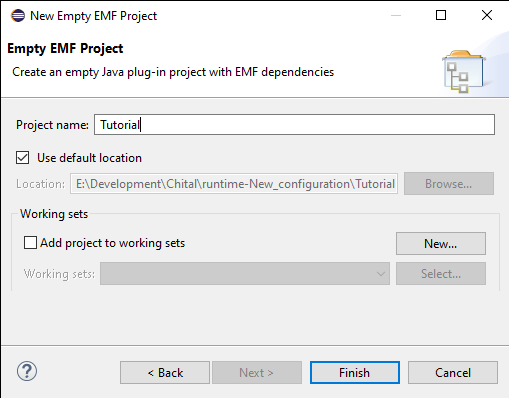 New Empty EMF Project
Empty EMF Project
Create an empty Java plug-in project with EMF dependencies
Project name: Tutorial
Use default location
Location: E:\Development\Chital\runtime-New_configuration\Tutorial Browse...
Working sets
Add project to working sets New...
Working sets: Select...
? < Back Next > Finish Cancel